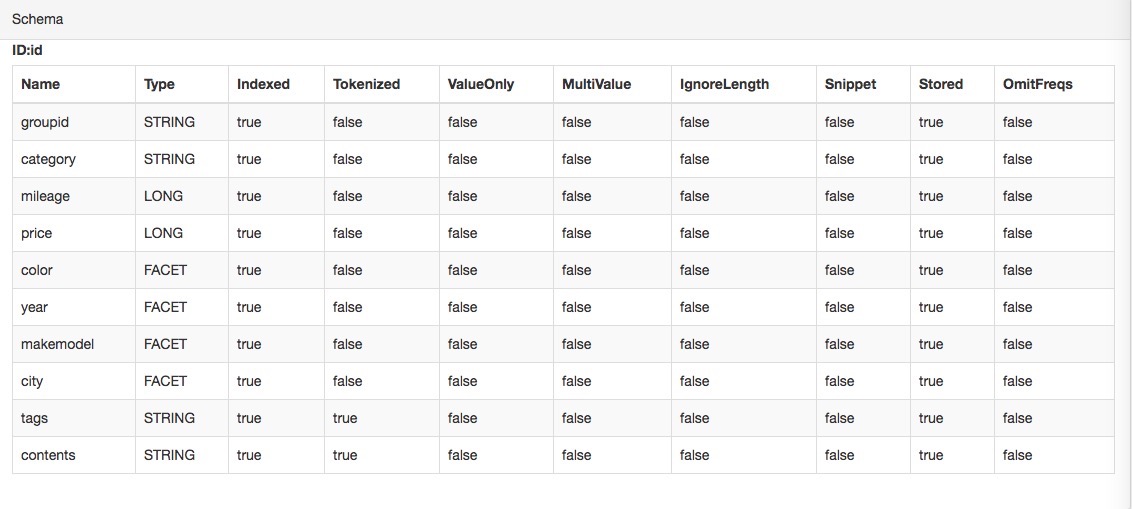 Schema
ID:id
Name Type Indexed Tokenized ValueOnly MultiValue IgnoreLength Snippet Stored OmitFreqs
groupid STRING true false false false false false true false
category STRING true false false false false false true false
mileage LONG true false false false false false true false
price LONG true false false false false false true false
color FACET true false false false false false true false
year FACET true false false false false false true false
makemodel FACET true false false false false false true false
city FACET true false false false false false true false
tags STRING true true false false false false true false
contents STRING true true false false false false true false